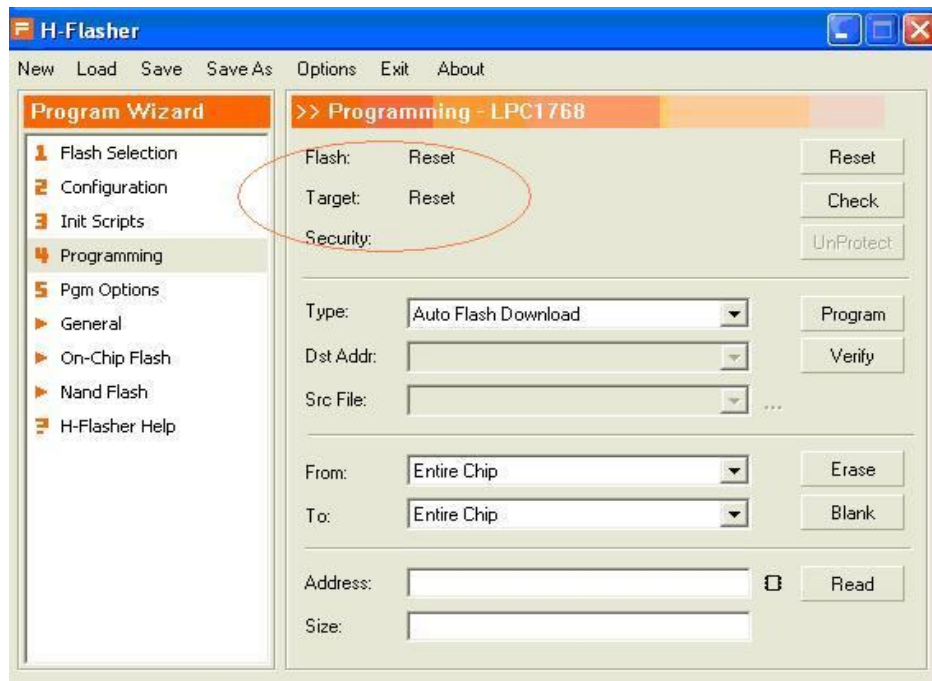 H-Flasher
New Load Save Save As Options Exit About
Program Wizard
1 Flash Selection
2 Configuration
3 Init Scripts
4 Programming
5 Pgm Options
General
On-Chip Flash
Nand Flash
? H-Flasher Help
>> Programming - LPC1768
Flash: Reset Reset
Target: Reset Check
Security: UnProtect
Type: Auto Flash Download Program
Dst Addr: Verify
Src File: ...
From: Entire Chip Erase
To: Entire Chip Blank
Address: Read
Size: